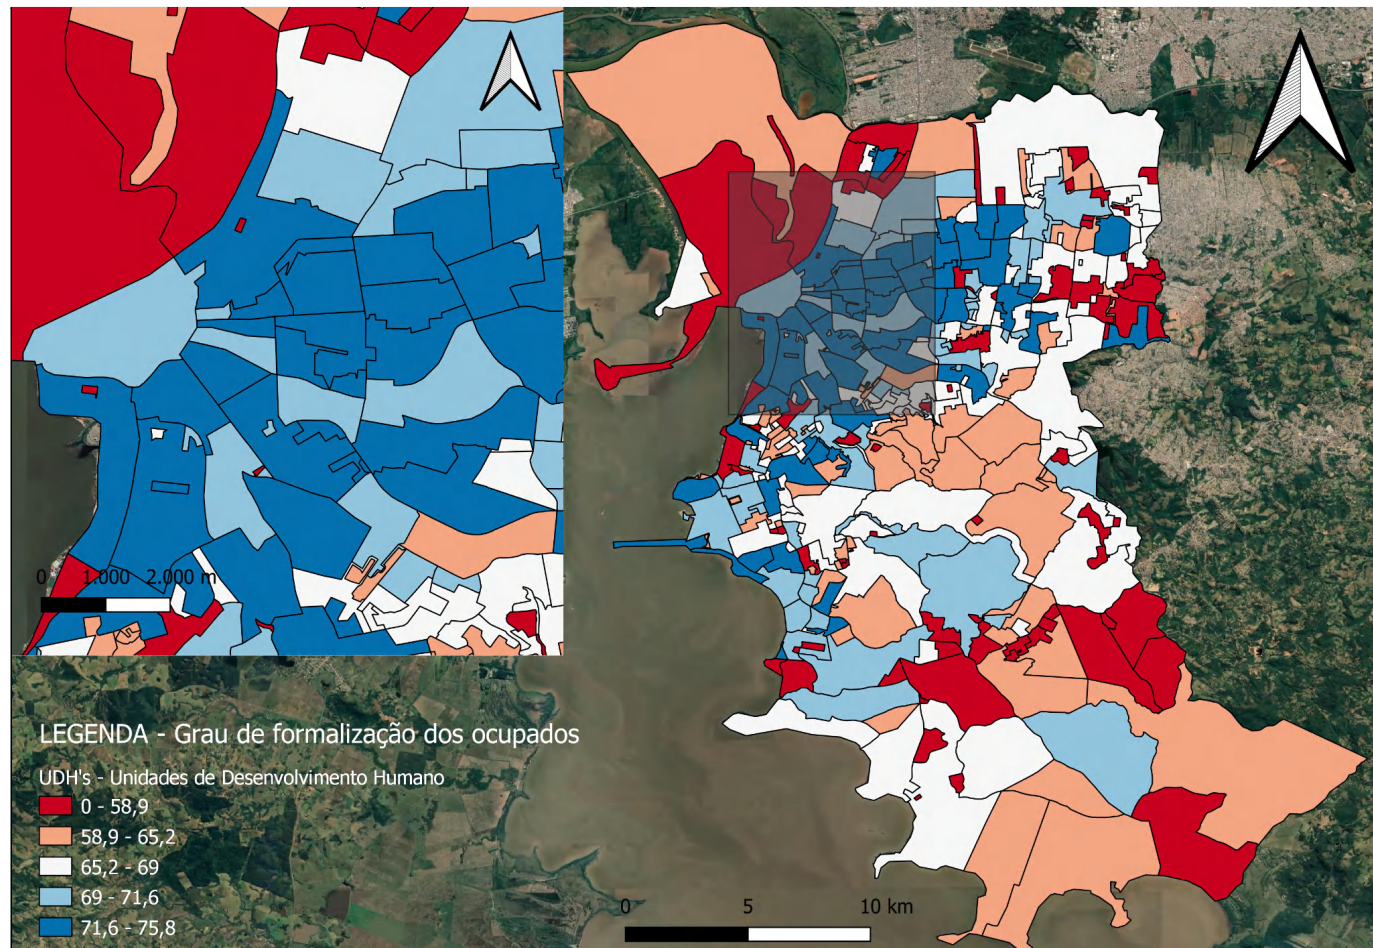 0 1.000 2.000 m
LEGENDA - Grau de formalização dos ocupados
UDH's - Unidades de Desenvolvimento Humano
0 - 58,9
58,9 - 65,2
65,2 - 69
69 - 71,6
71,6 - 75,8
0 5 10 km